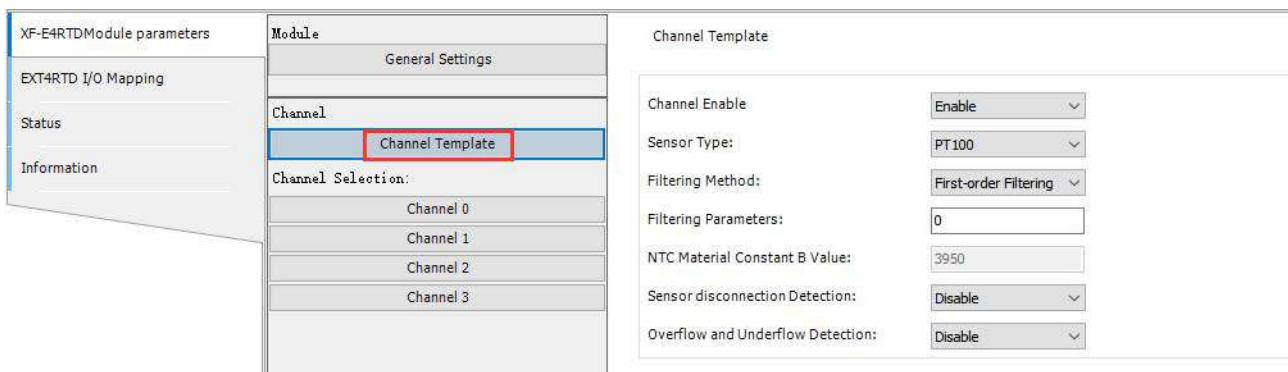 XF-E4RTDModule parameters
EXT4RTD I/O Mapping
Status
Information
Module
General Settings
Channel
Channel Template
Channel Selection:
Channel 0
Channel 1
Channel 2
Channel 3
Channel Template
Channel Enable Enable
Sensor Type: PT100
Filtering Method: First-order Filtering
Filtering Parameters: 0
NTC Material Constant B Value: 3950
Sensor disconnection Detection: Disable
Overflow and Underflow Detection: Disable